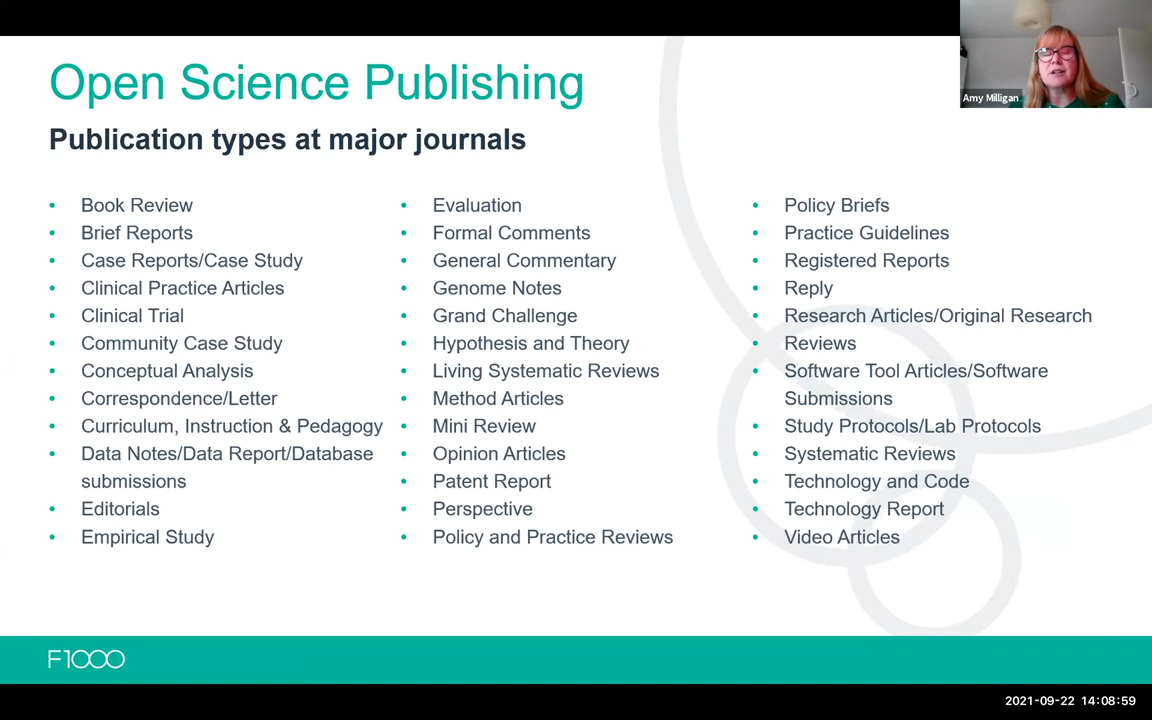 Open Science Publishing
Amy Milligan
Publication types at major journals
• Book Review
• Brief Reports
• Case Reports/Case Study
• Clinical Practice Articles
• Clinical Trial
• Community Case Study
• Conceptual Analysis
• Correspondence/Letter
• Curriculum, Instruction & Pedagogy
• Data Notes/Data Report/Database
submissions
• Editorials
• Empirical Study
• Evaluation
• Formal Comments
• General Commentary
• Genome Notes
• Grand Challenge
• Hypothesis and Theory
• Living Systematic Reviews
• Method Articles
• Mini Review
• Opinion Articles
• Patent Report
• Perspective
• Policy and Practice Reviews
• Policy Briefs
• Practice Guidelines
• Registered Reports
• Reply
• Research Articles/Original Research
• Reviews
• Software Tool Articles/Software
Submissions
• Study Protocols/Lab Protocols
• Systematic Reviews
• Technology and Code
• Technology Report
• Video Articles
F1000
2021-09-22 14:08:59